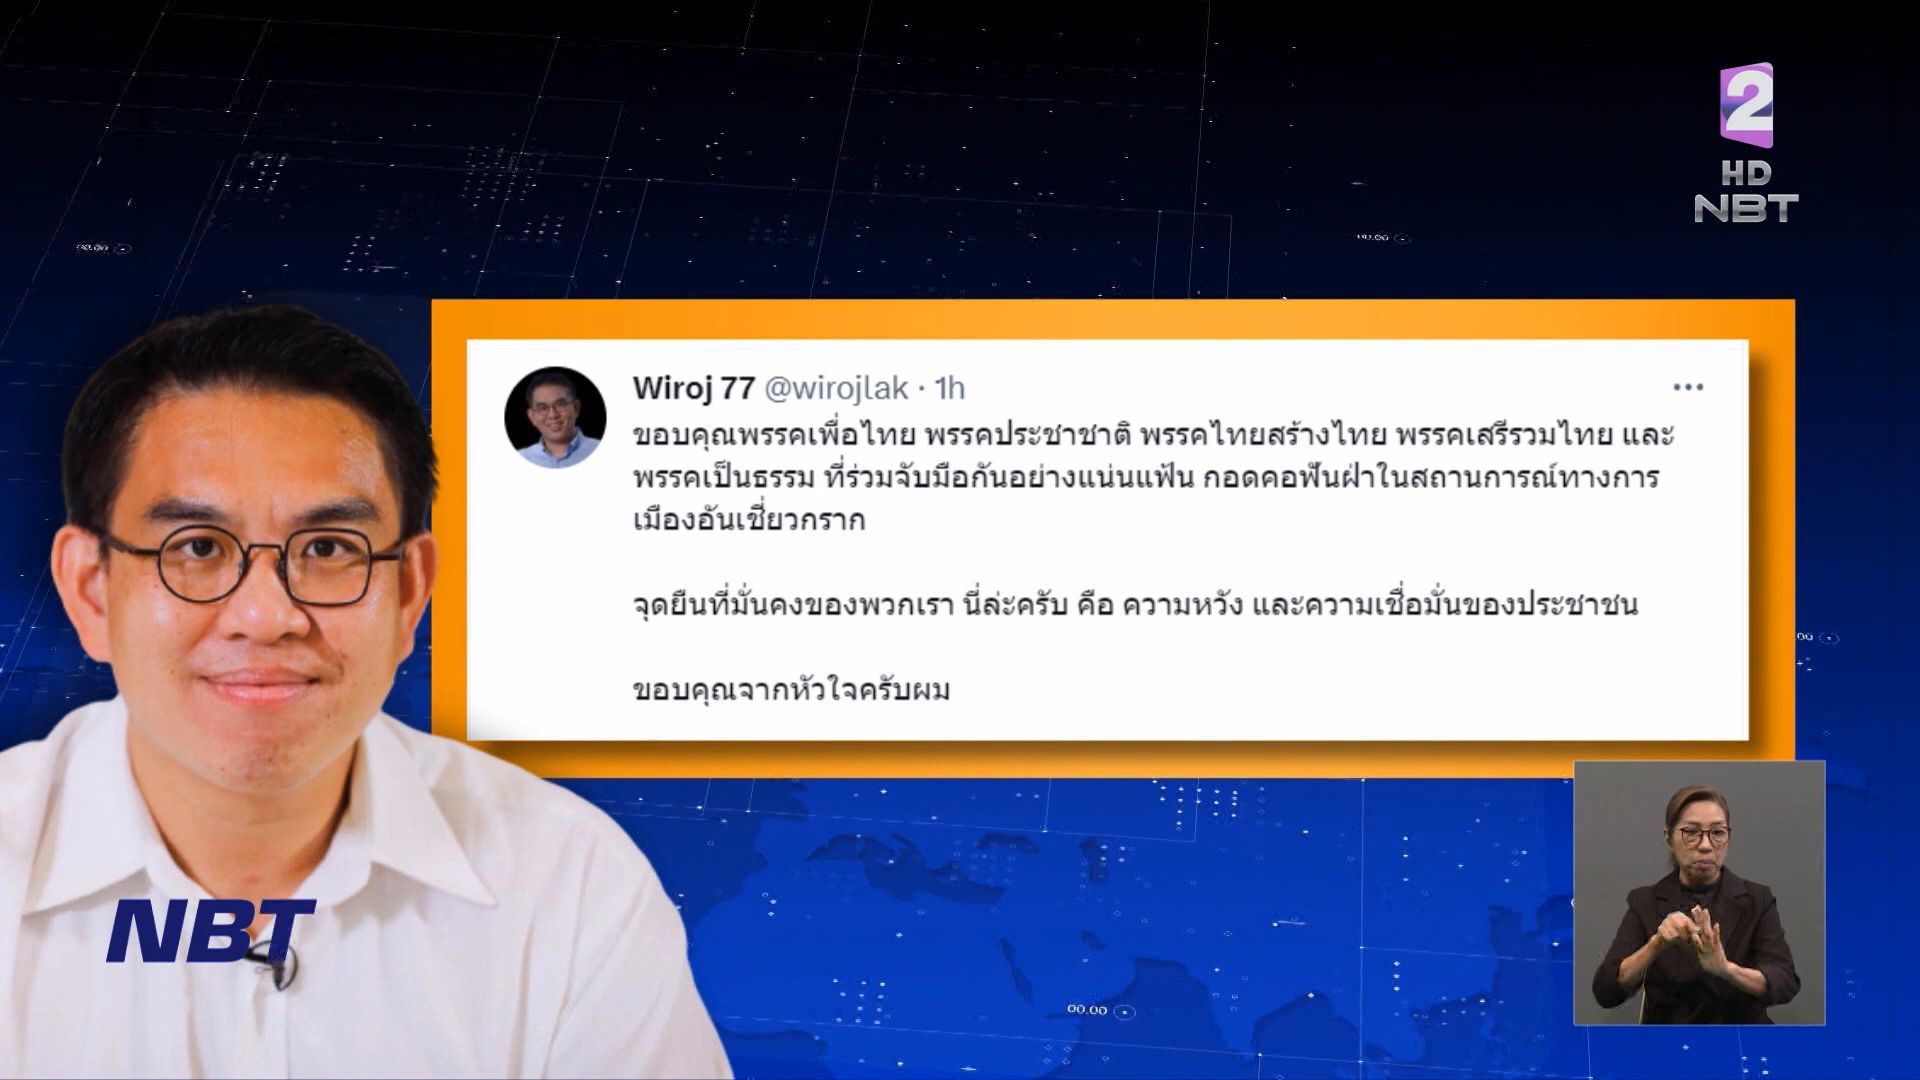 2
HD
NBT
Wiroj 77 @wirojlak · 1h
ขอบคุณพรรคเพื่อไทย พรรคประชาชาติ พรรคไทยสร้างไทย พรรคเสรีรวมไทย และ
พรรคเป็นธรรม ที่ร่วมจับมือกันอย่างแน่นแฟ้น กอดคอฟันฝ่าในสถานการณ์ทางการ
เมืองอันเชี่ยวกราก
จุดยืนที่มั่นคงของพวกเรา นี่ล่ะครับ คือ ความหวัง และความเชื่อมั่นของประชาชน
ขอบคุณจากหัวใจครับผม
NBT
00.00